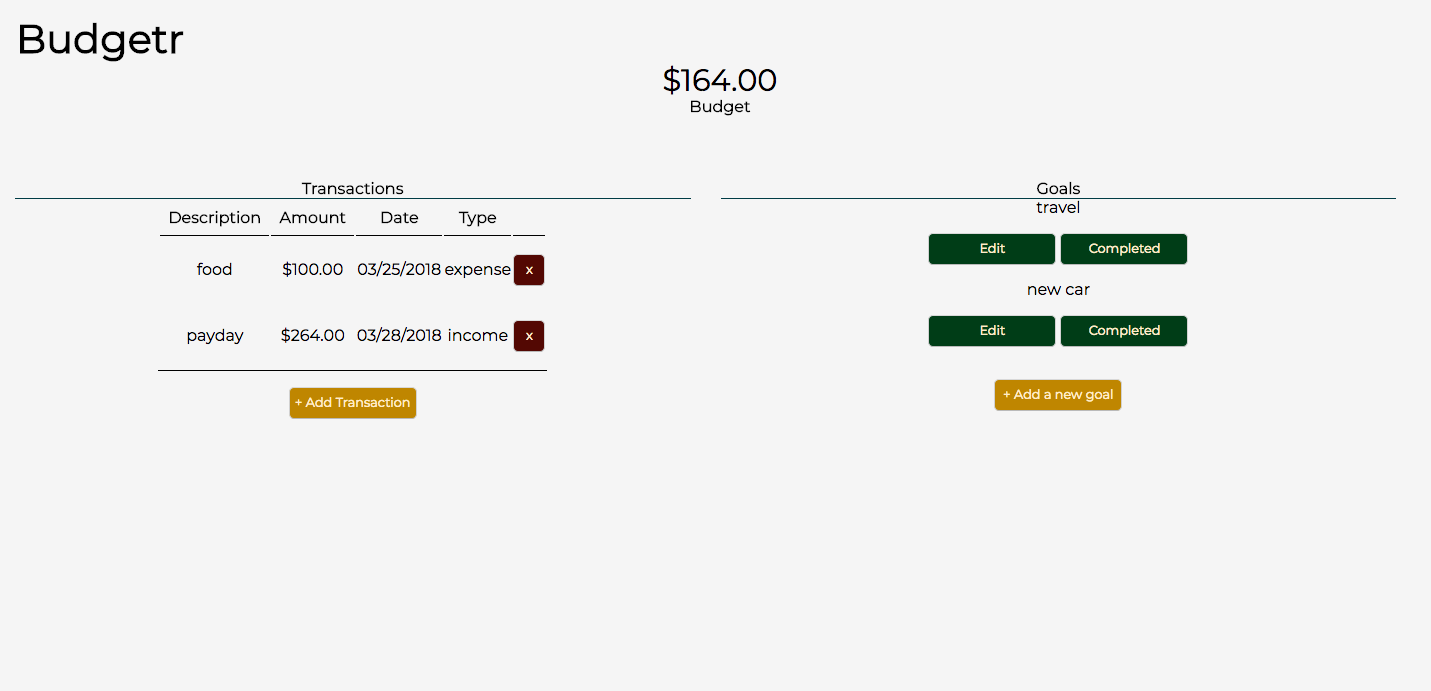 Budgetr
$164.00
Budget
Transactions
Description Amount Date Type
food $100.00 03/25/2018 expense x
payday $264.00 03/28/2018 income x
+ Add Transaction
Goals
travel
Edit Completed
new car
Edit Completed
+ Add a new goal